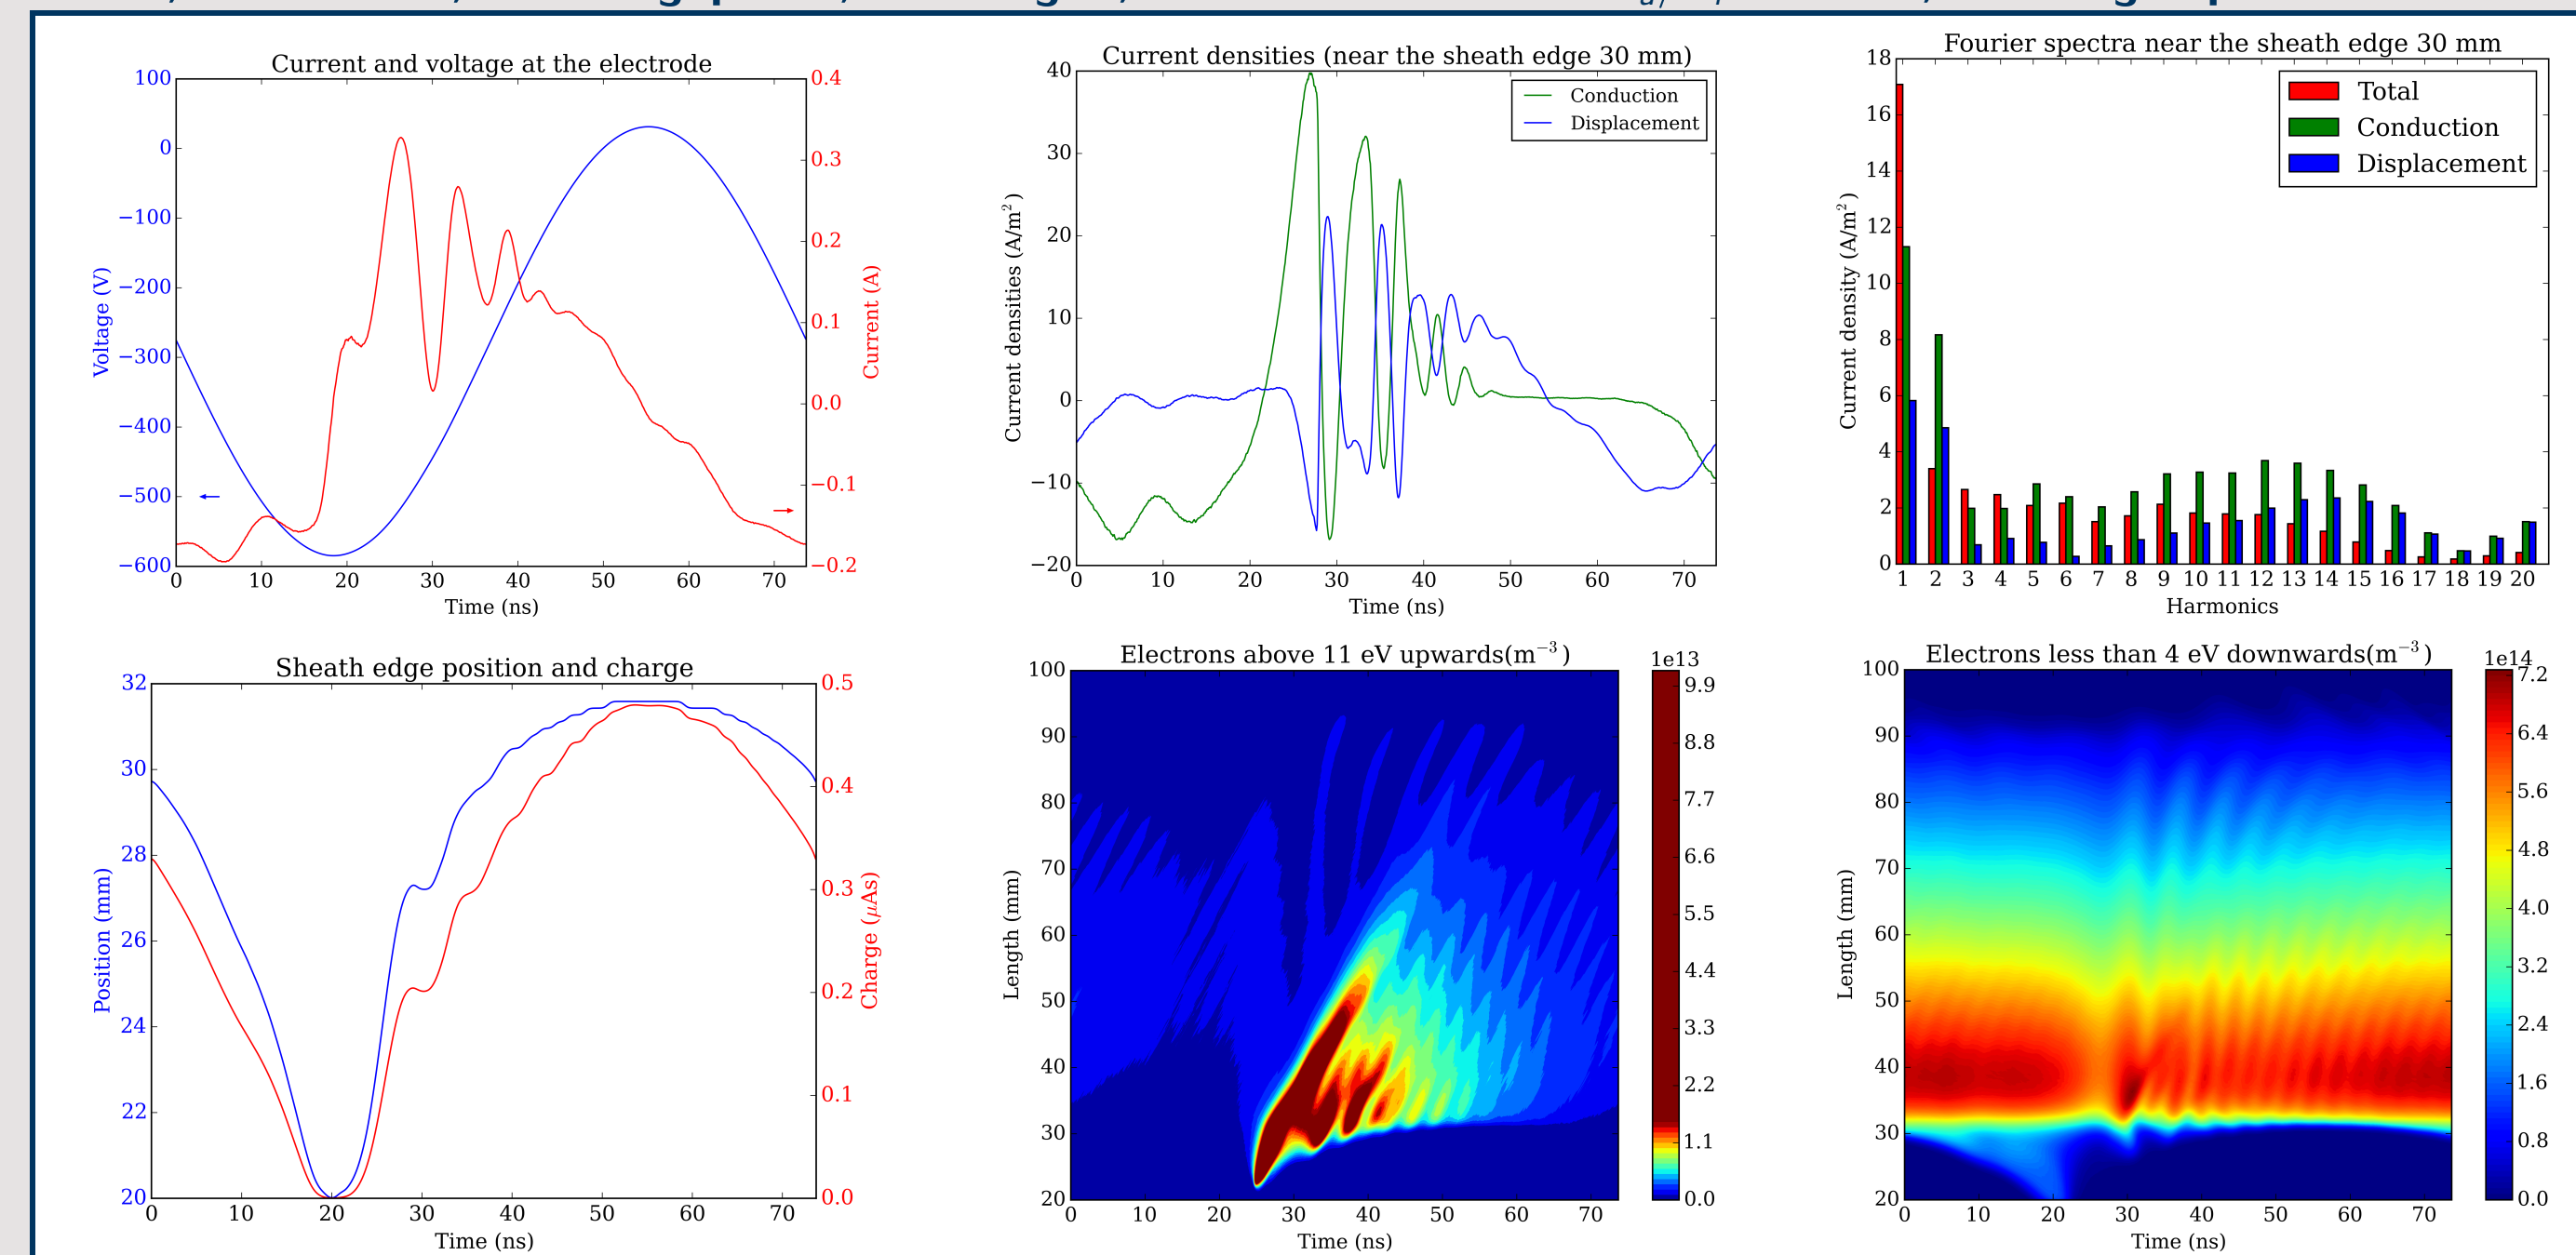 Current and voltage at the electrode
100
0
−100
−200
−300
−400
−500
−600
Voltage (V)
0.4
0.3
0.2
0.1
0.0
−0.1
−0.2
Current (A)
0 10 20 30 40 50 60 70
Time (ns)
Current densities (near the sheath edge 30 mm)
Conduction
Displacement
40
30
20
10
0
−10
−20
Current densities (A/m²)
0 10 20 30 40 50 60 70
Time (ns)
Fourier spectra near the sheath edge 30 mm
Total
Conduction
Displacement
18
16
14
12
10
8
6
4
2
0
Current density (A/m²)
1 2 3 4 5 6 7 8 9 10 11 12 13 14 15 16 17 18 19 20
Harmonics
Sheath edge position and charge
32
30
28
26
24
22
20
Position (mm)
0.5
0.4
0.3
0.2
0.1
0.0
Charge (μAs)
0 10 20 30 40 50 60 70
Time (ns)
Electrons above 11 eV upwards(m⁻³)
100
90
80
70
60
50
40
30
20
Length (mm)
0 10 20 30 40 50 60 70
Time (ns)
1e13
9.9
8.8
7.7
6.6
5.5
4.4
3.3
2.2
1.1
0.0
Electrons less than 4 eV downwards(m⁻³)
100
90
80
70
60
50
40
30
20
Length (mm)
0 10 20 30 40 50 60 70
Time (ns)
1e14
7.2
6.4
5.6
4.8
4.0
3.2
2.4
1.6
0.8
0.0